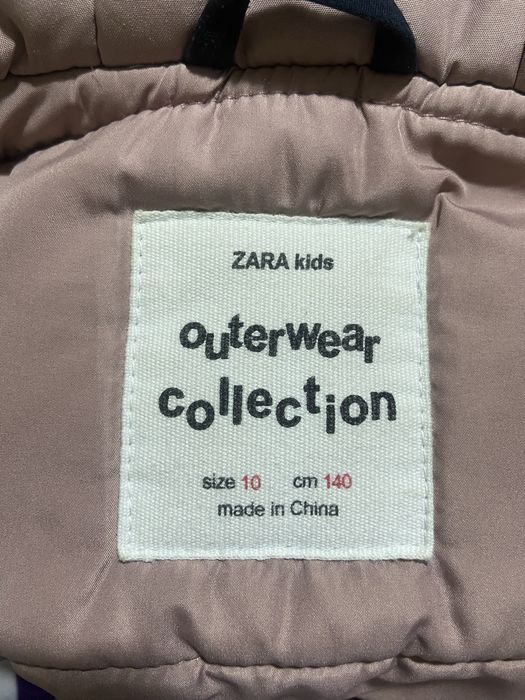 ZARA kids
outerwear
collection
size 10 cm 140
made in China